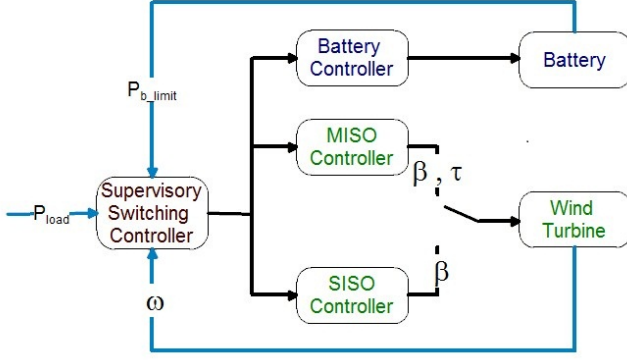 Battery
Controller
Battery
P_b_limit
MISO
Controller
β , τ
Supervisory
Switching
Controller
P_load
Wind
Turbine
β
SISO
Controller
ω